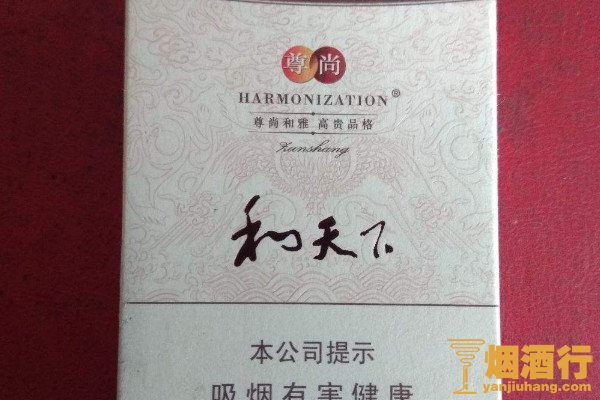 尊尚
HARMONIZATION®
尊尚和雅 高贵品格
Zunshang
和天下
本公司提示
吸烟有害健康
烟酒行
yanjiuhang.com